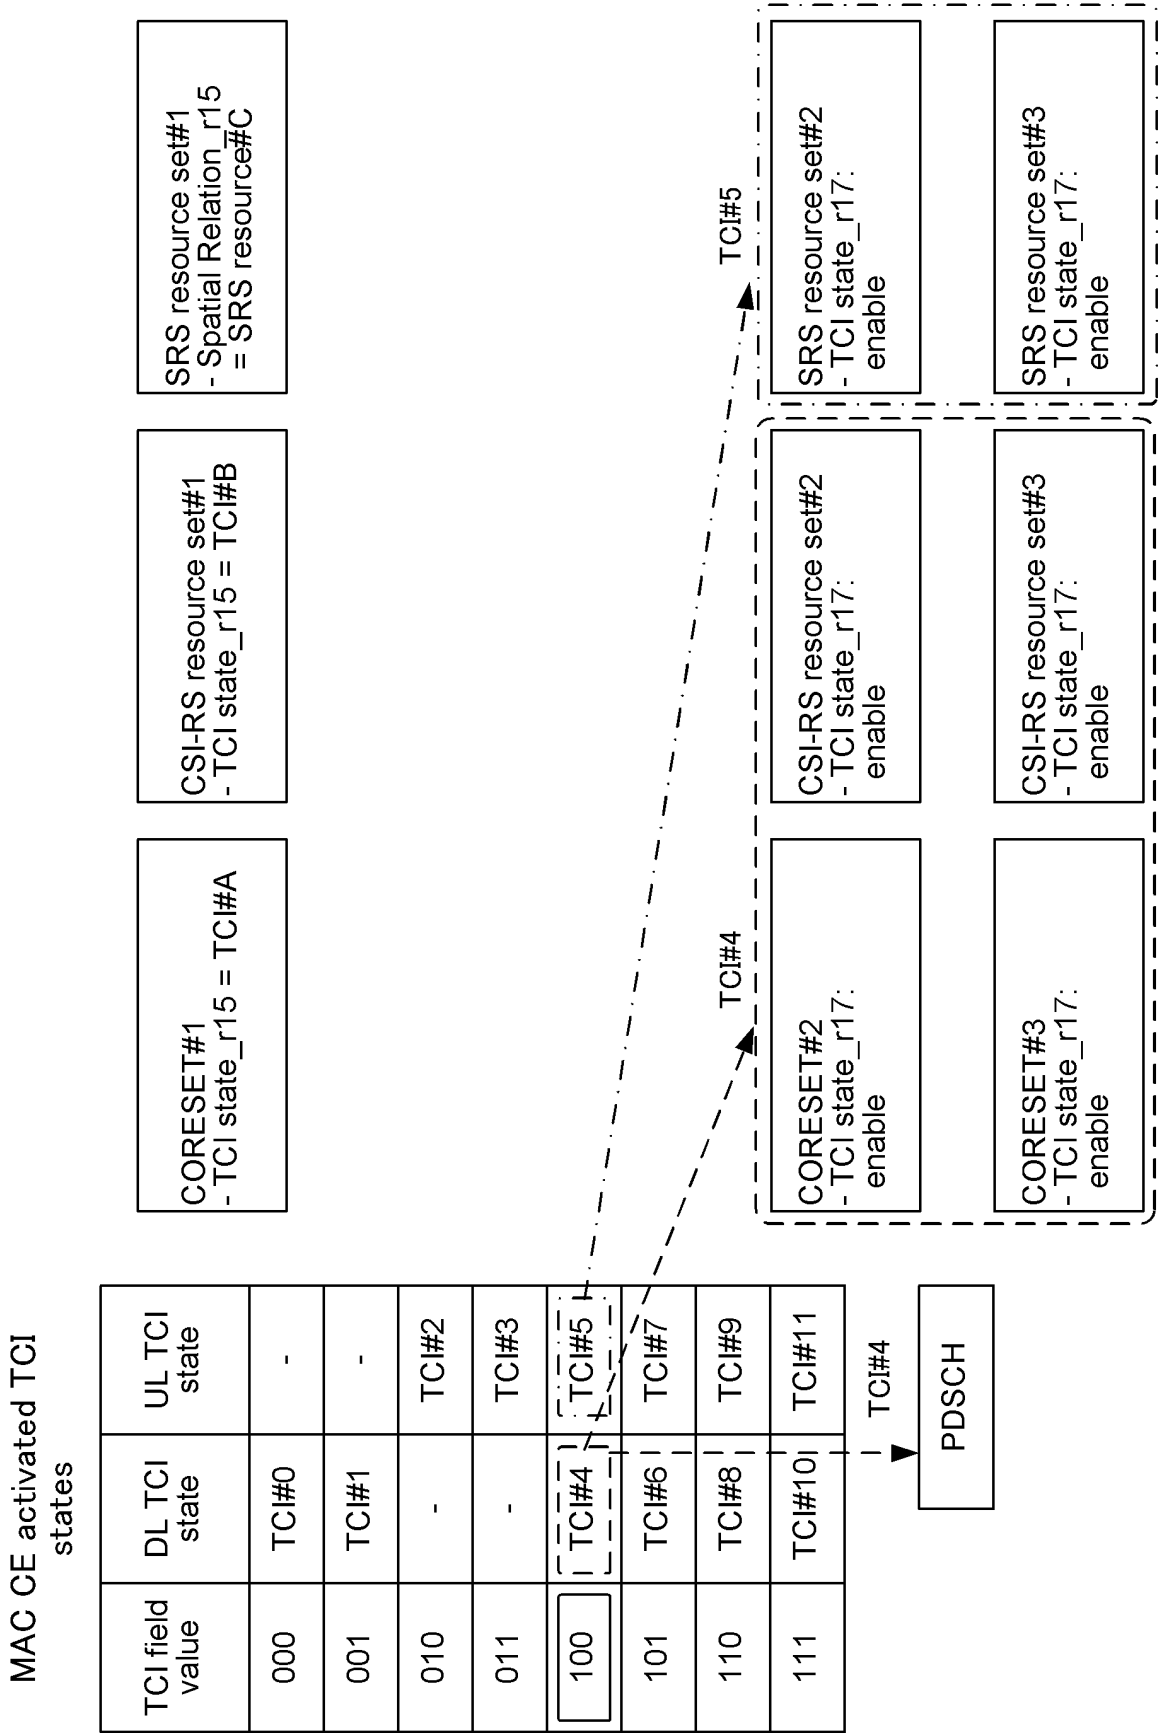 MAC CE activated TCI
states
TCI field
value
DL TCI
state
UL TCI
state
000
TCI#0
-
001
TCI#1
-
010
-
TCI#2
011
-
TCI#3
100
TCI#4
TCI#5
101
TCI#6
TCI#7
110
TCI#8
TCI#9
111
TCI#10
TCI#11
TCI#4
PDSCH
CORESET#1
- TCI state_r15 = TCI#A
CSI-RS resource set#1
- TCI state_r15 = TCI#B
SRS resource set#1
- Spatial Relation_r15
= SRS resource#C
TCI#4
TCI#5
CORESET#2
- TCI state_r17:
enable
CSI-RS resource set#2
- TCI state_r17:
enable
SRS resource set#2
- TCI state_r17:
enable
CORESET#3
- TCI state_r17:
enable
CSI-RS resource set#3
- TCI state_r17:
enable
SRS resource set#3
- TCI state_r17:
enable